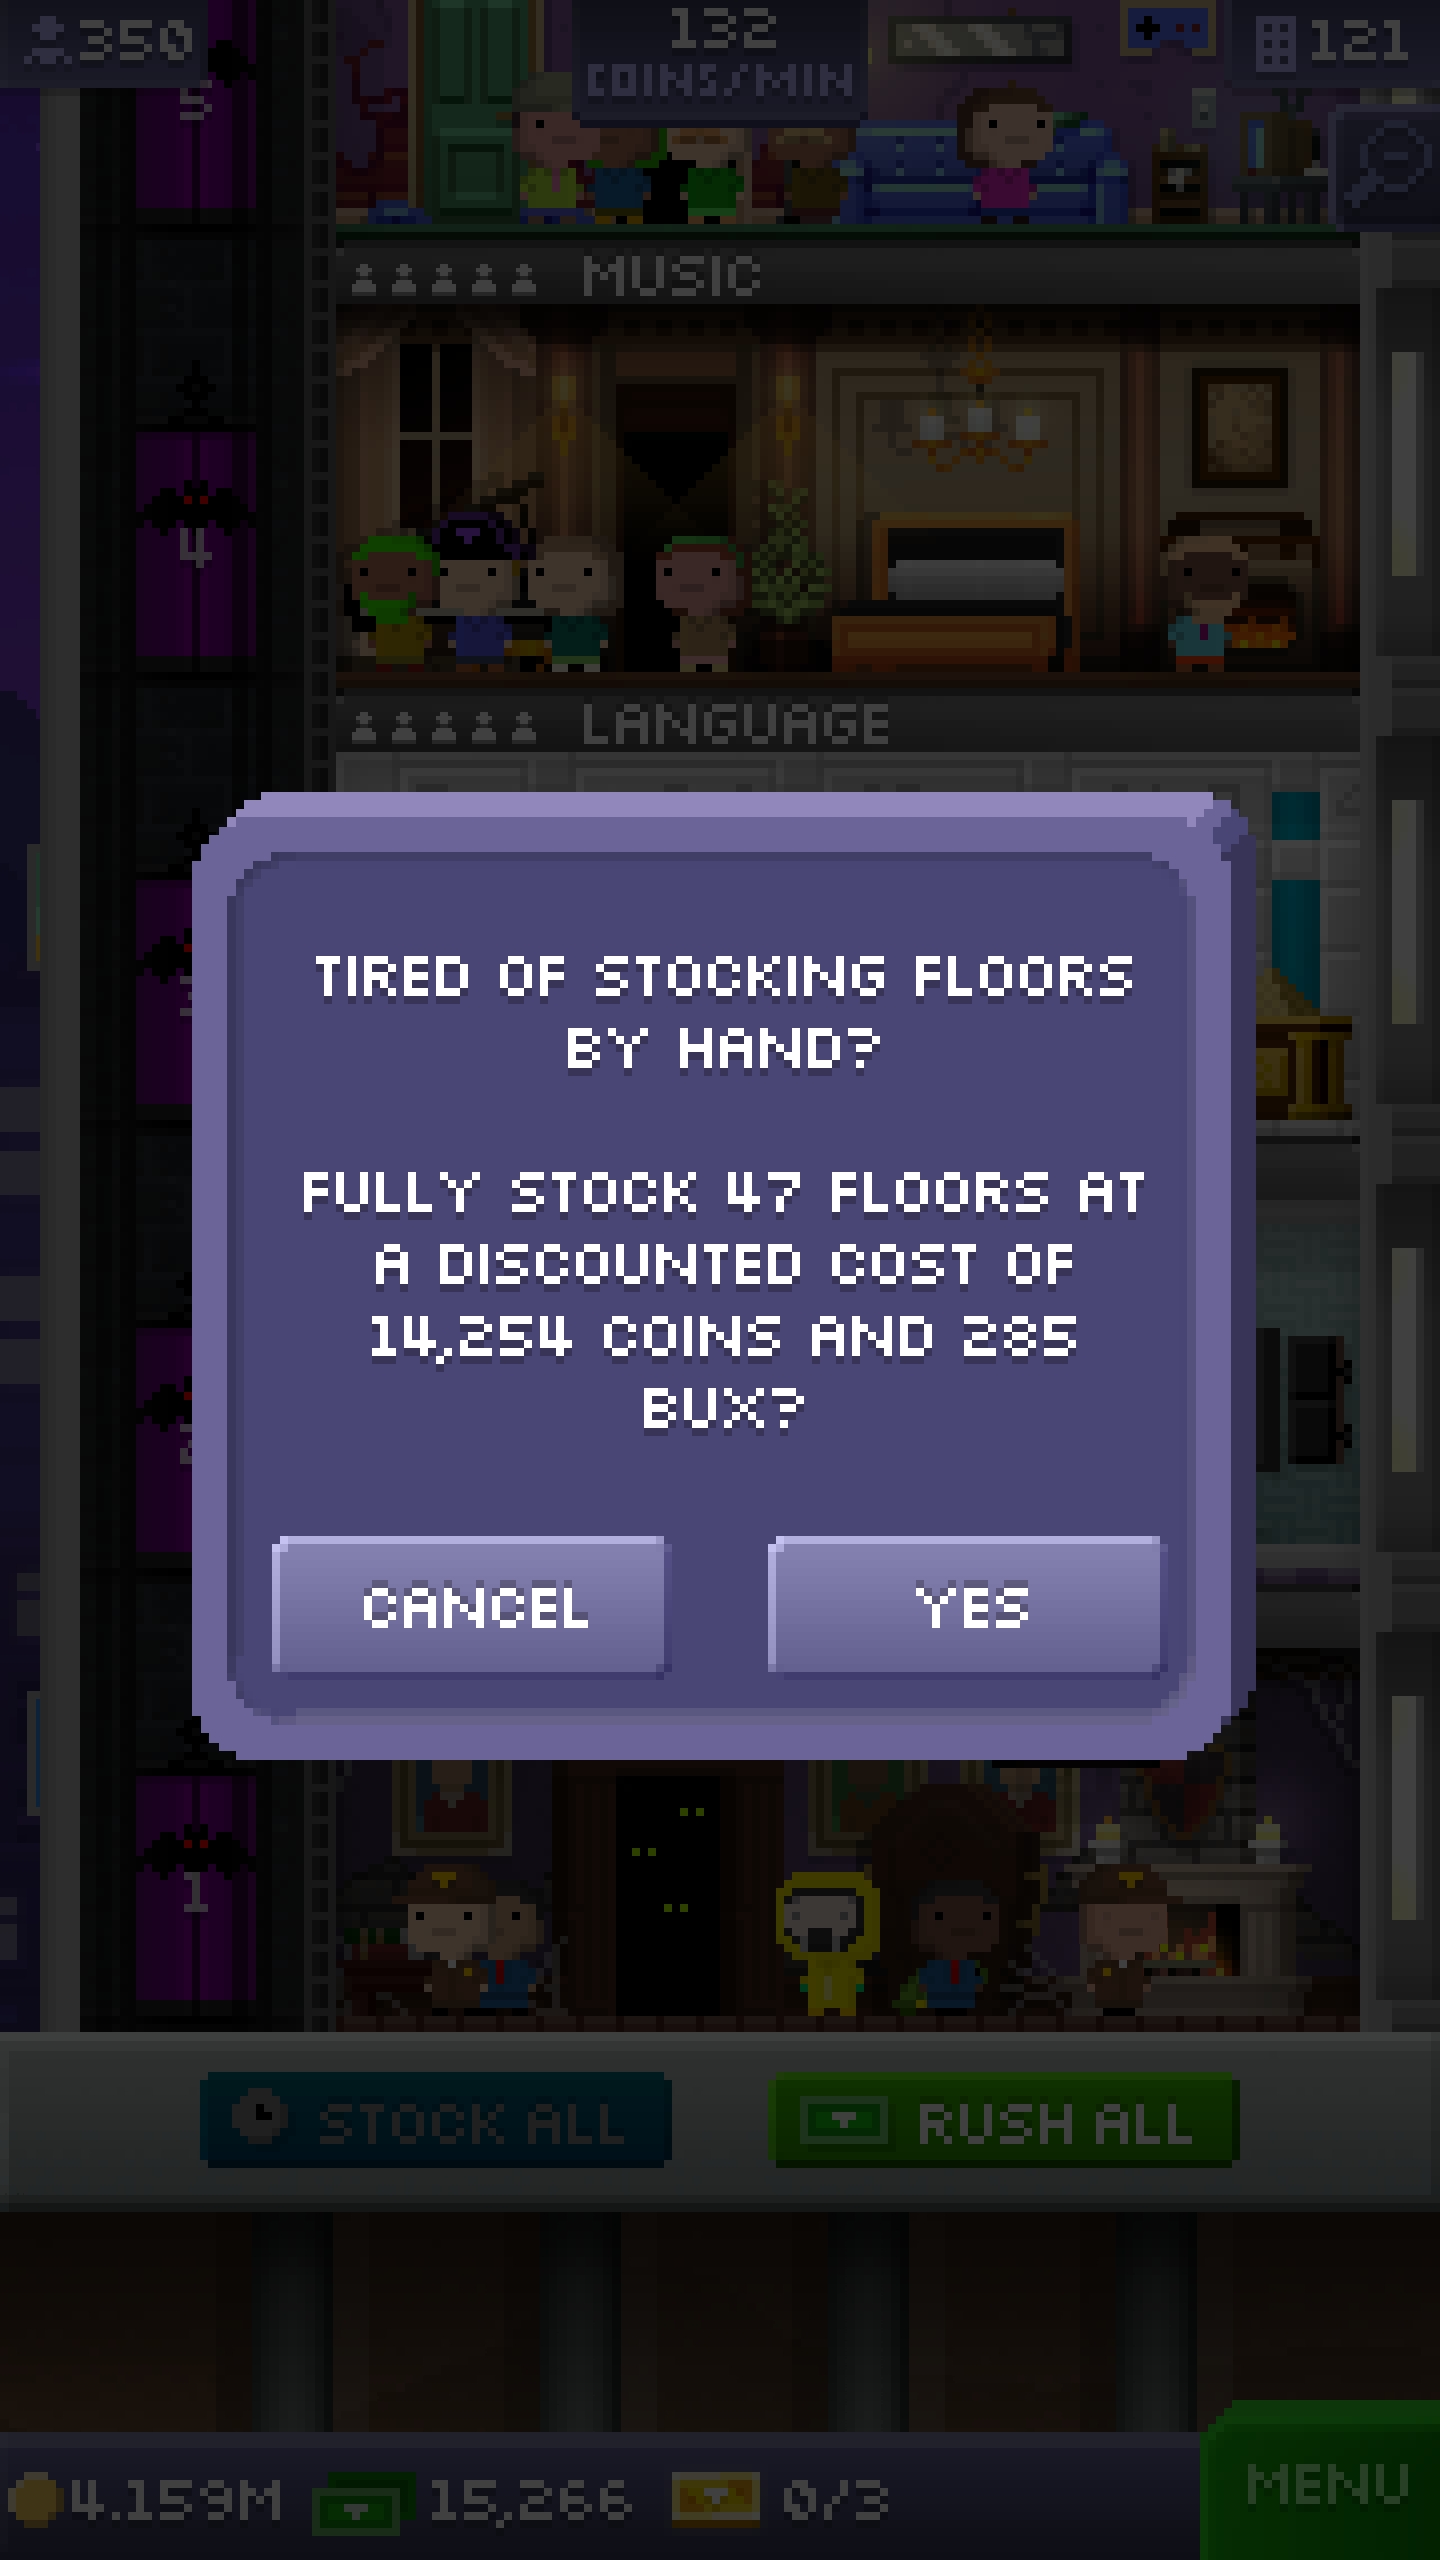 350
132
COINS/MIN
121
5
MUSIC
4
LANGUAGE
TIRED OF STOCKING FLOORS
BY HAND?
FULLY STOCK 47 FLOORS AT
A DISCOUNTED COST OF
14,254 COINS AND 285
BUX?
CANCEL
YES
1
STOCK ALL
RUSH ALL
4.159M
15,266
0/3
MENU